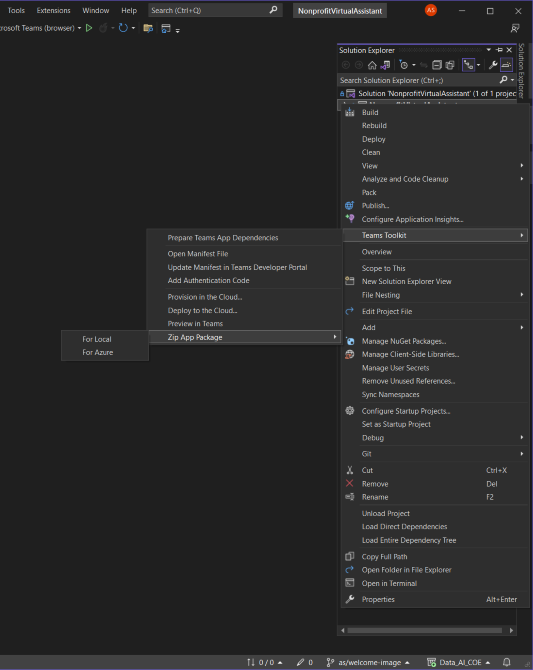 Tools Extensions Window Help Search (Ctrl+Q) NonprofitVirtualAssistant AS
rosoft Teams (browser)
Solution Explorer
Search Solution Explorer (Ctrl+;)
Solution 'NonprofitVirtualAssistant' (1 of 1 projec
Solution Explorer
Build
Rebuild
Deploy
Clean
View
Analyze and Code Cleanup
Pack
Publish...
Configure Application Insights...
Teams Toolkit
Overview
Scope to This
New Solution Explorer View
File Nesting
Edit Project File
Add
Manage NuGet Packages...
Manage Client-Side Libraries...
Manage User Secrets
Remove Unused References...
Sync Namespaces
Configure Startup Projects...
Set as Startup Project
Debug
Git
Cut Ctrl+X
Remove Del
Rename F2
Unload Project
Load Direct Dependencies
Load Entire Dependency Tree
Copy Full Path
Open Folder in File Explorer
Open in Terminal
Properties Alt+Enter
Prepare Teams App Dependencies
Open Manifest File
Update Manifest in Teams Developer Portal
Add Authentication Code
Provision in the Cloud...
Deploy to the Cloud...
Preview in Teams
Zip App Package
For Local
For Azure
0 / 0 0 as/welcome-image Data_AI_COE